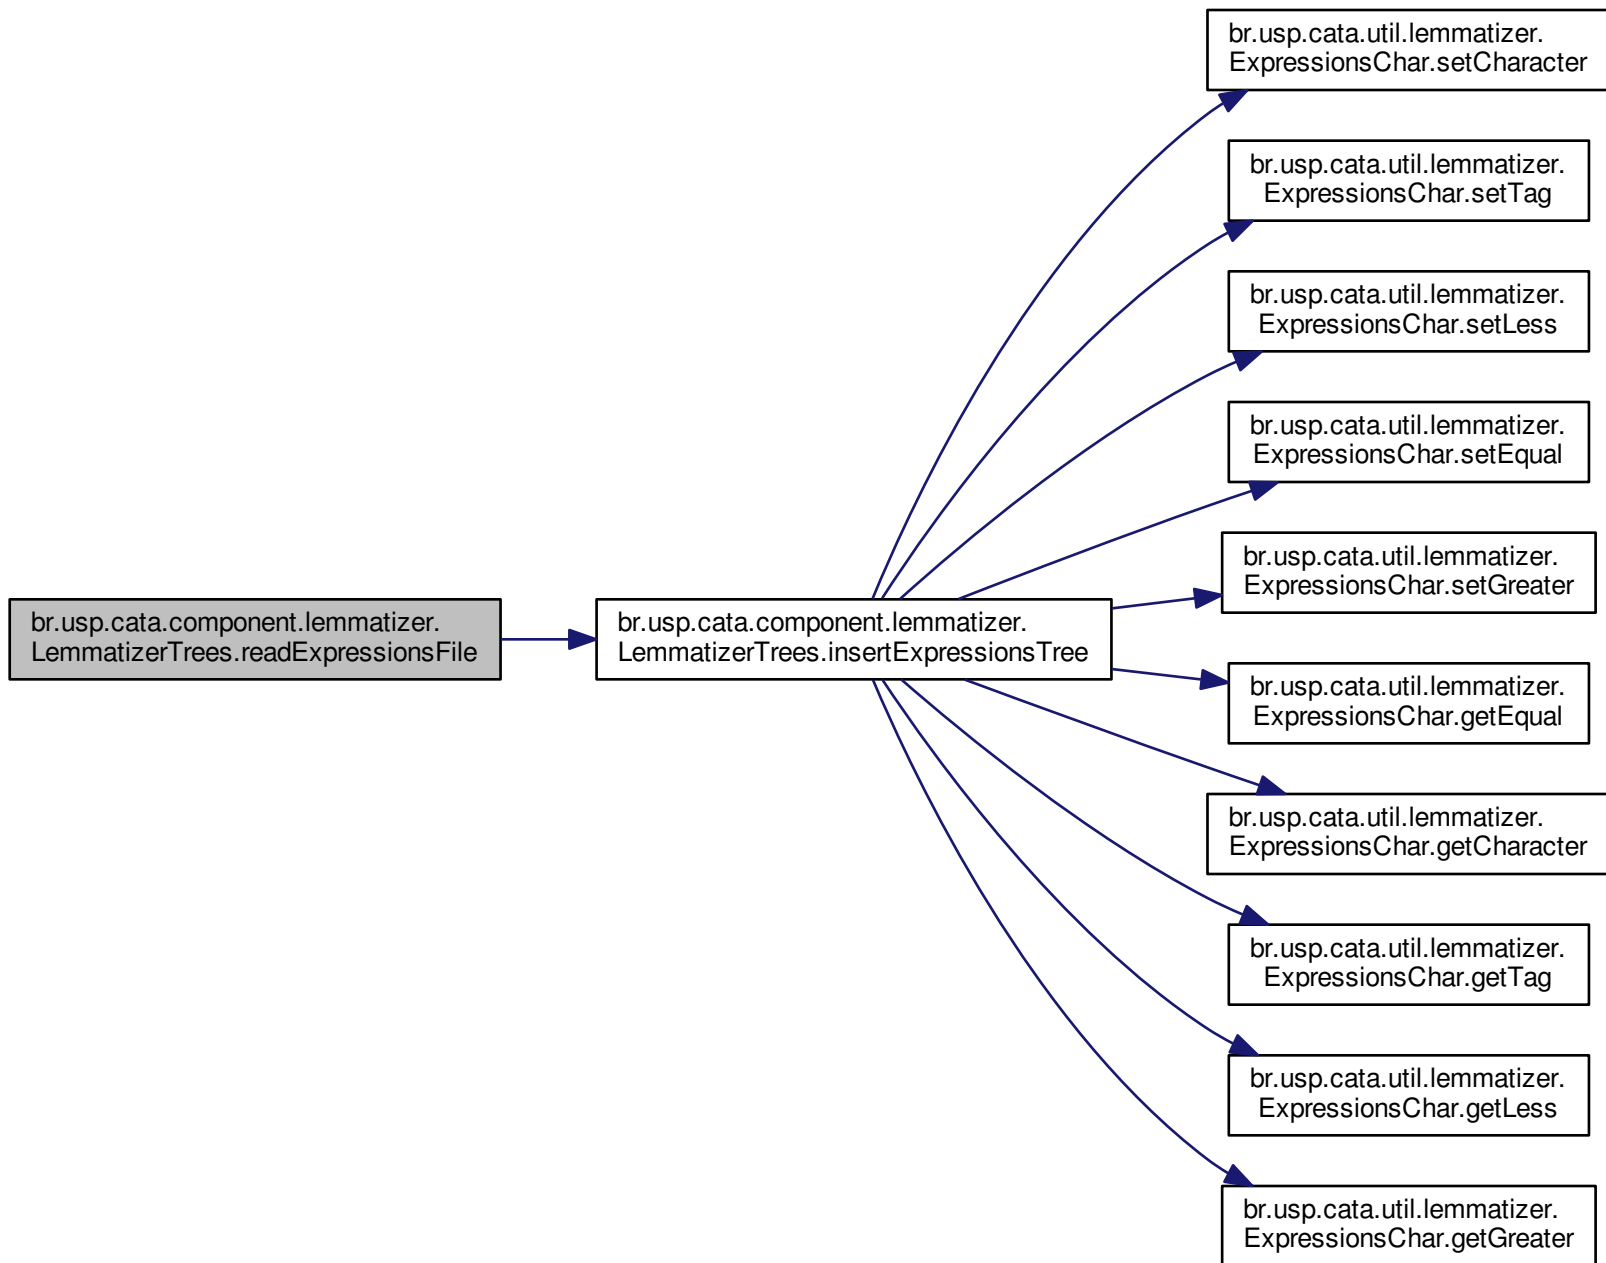 br.usp.cata.component.lemmatizer.
LemmatizerTrees.readExpressionsFile
br.usp.cata.component.lemmatizer.
LemmatizerTrees.insertExpressionsTree
br.usp.cata.util.lemmatizer.
ExpressionsChar.setCharacter
br.usp.cata.util.lemmatizer.
ExpressionsChar.setTag
br.usp.cata.util.lemmatizer.
ExpressionsChar.setLess
br.usp.cata.util.lemmatizer.
ExpressionsChar.setEqual
br.usp.cata.util.lemmatizer.
ExpressionsChar.setGreater
br.usp.cata.util.lemmatizer.
ExpressionsChar.getEqual
br.usp.cata.util.lemmatizer.
ExpressionsChar.getCharacter
br.usp.cata.util.lemmatizer.
ExpressionsChar.getTag
br.usp.cata.util.lemmatizer.
ExpressionsChar.getLess
br.usp.cata.util.lemmatizer.
ExpressionsChar.getGreater